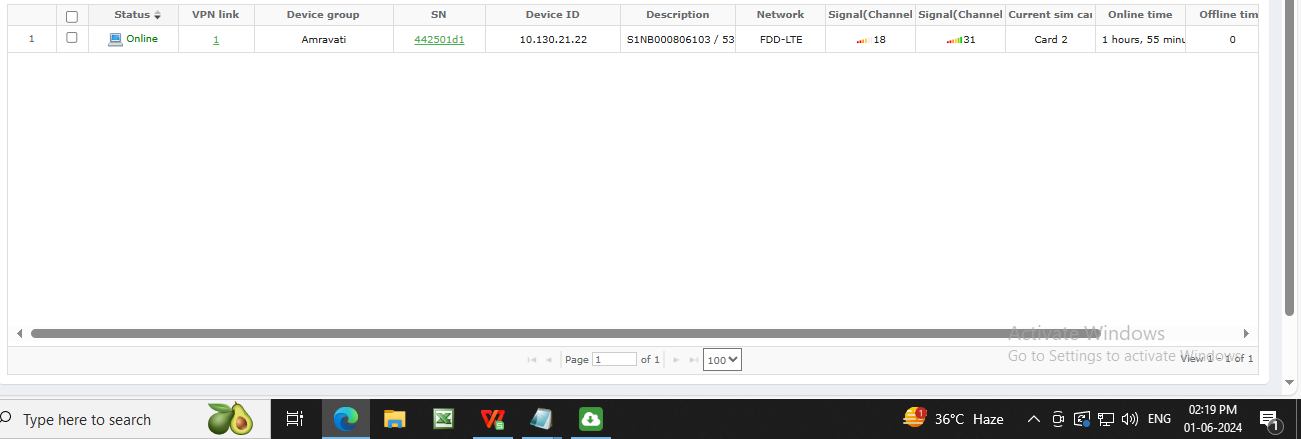 Status VPN link Device group SN Device ID Description Network Signal(Channel Signal(Channel Current sim car Online time Offline tim
1 Online 1 Amravati 442501d1 10.130.21.22 S1NB000806103 / 53 FDD-LTE 18 31 Card 2 1 hours, 55 minu 0
Activate Windows
Go to Settings to activate Windows.
Page 1 of 1 100 View 1 - 1 of 1
Type here to search 1 36°C Haze ENG 02:19 PM
01-06-2024 1